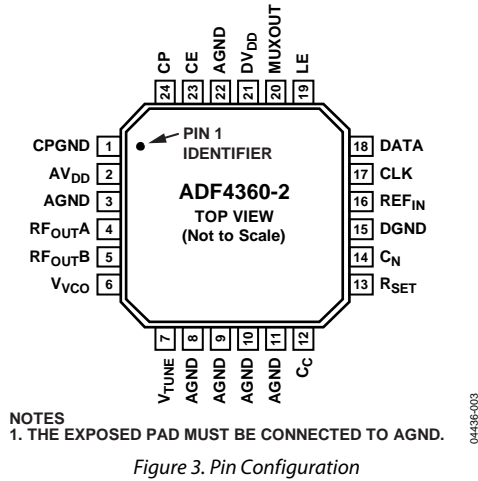 CP
CE
AGND
DVDD
MUXOUT
LE
24
23
22
21
20
19
CPGND 1
AVDD 2
AGND 3
RFOUTA 4
RFOUTB 5
VVCO 6
PIN 1
IDENTIFIER
ADF4360-2
TOP VIEW
(Not to Scale)
18 DATA
17 CLK
16 REFIN
15 DGND
14 CN
13 RSET
7
8
9
10
11
12
VTUNE
AGND
AGND
AGND
AGND
CC
NOTES
1. THE EXPOSED PAD MUST BE CONNECTED TO AGND.
04436-003
Figure 3. Pin Configuration